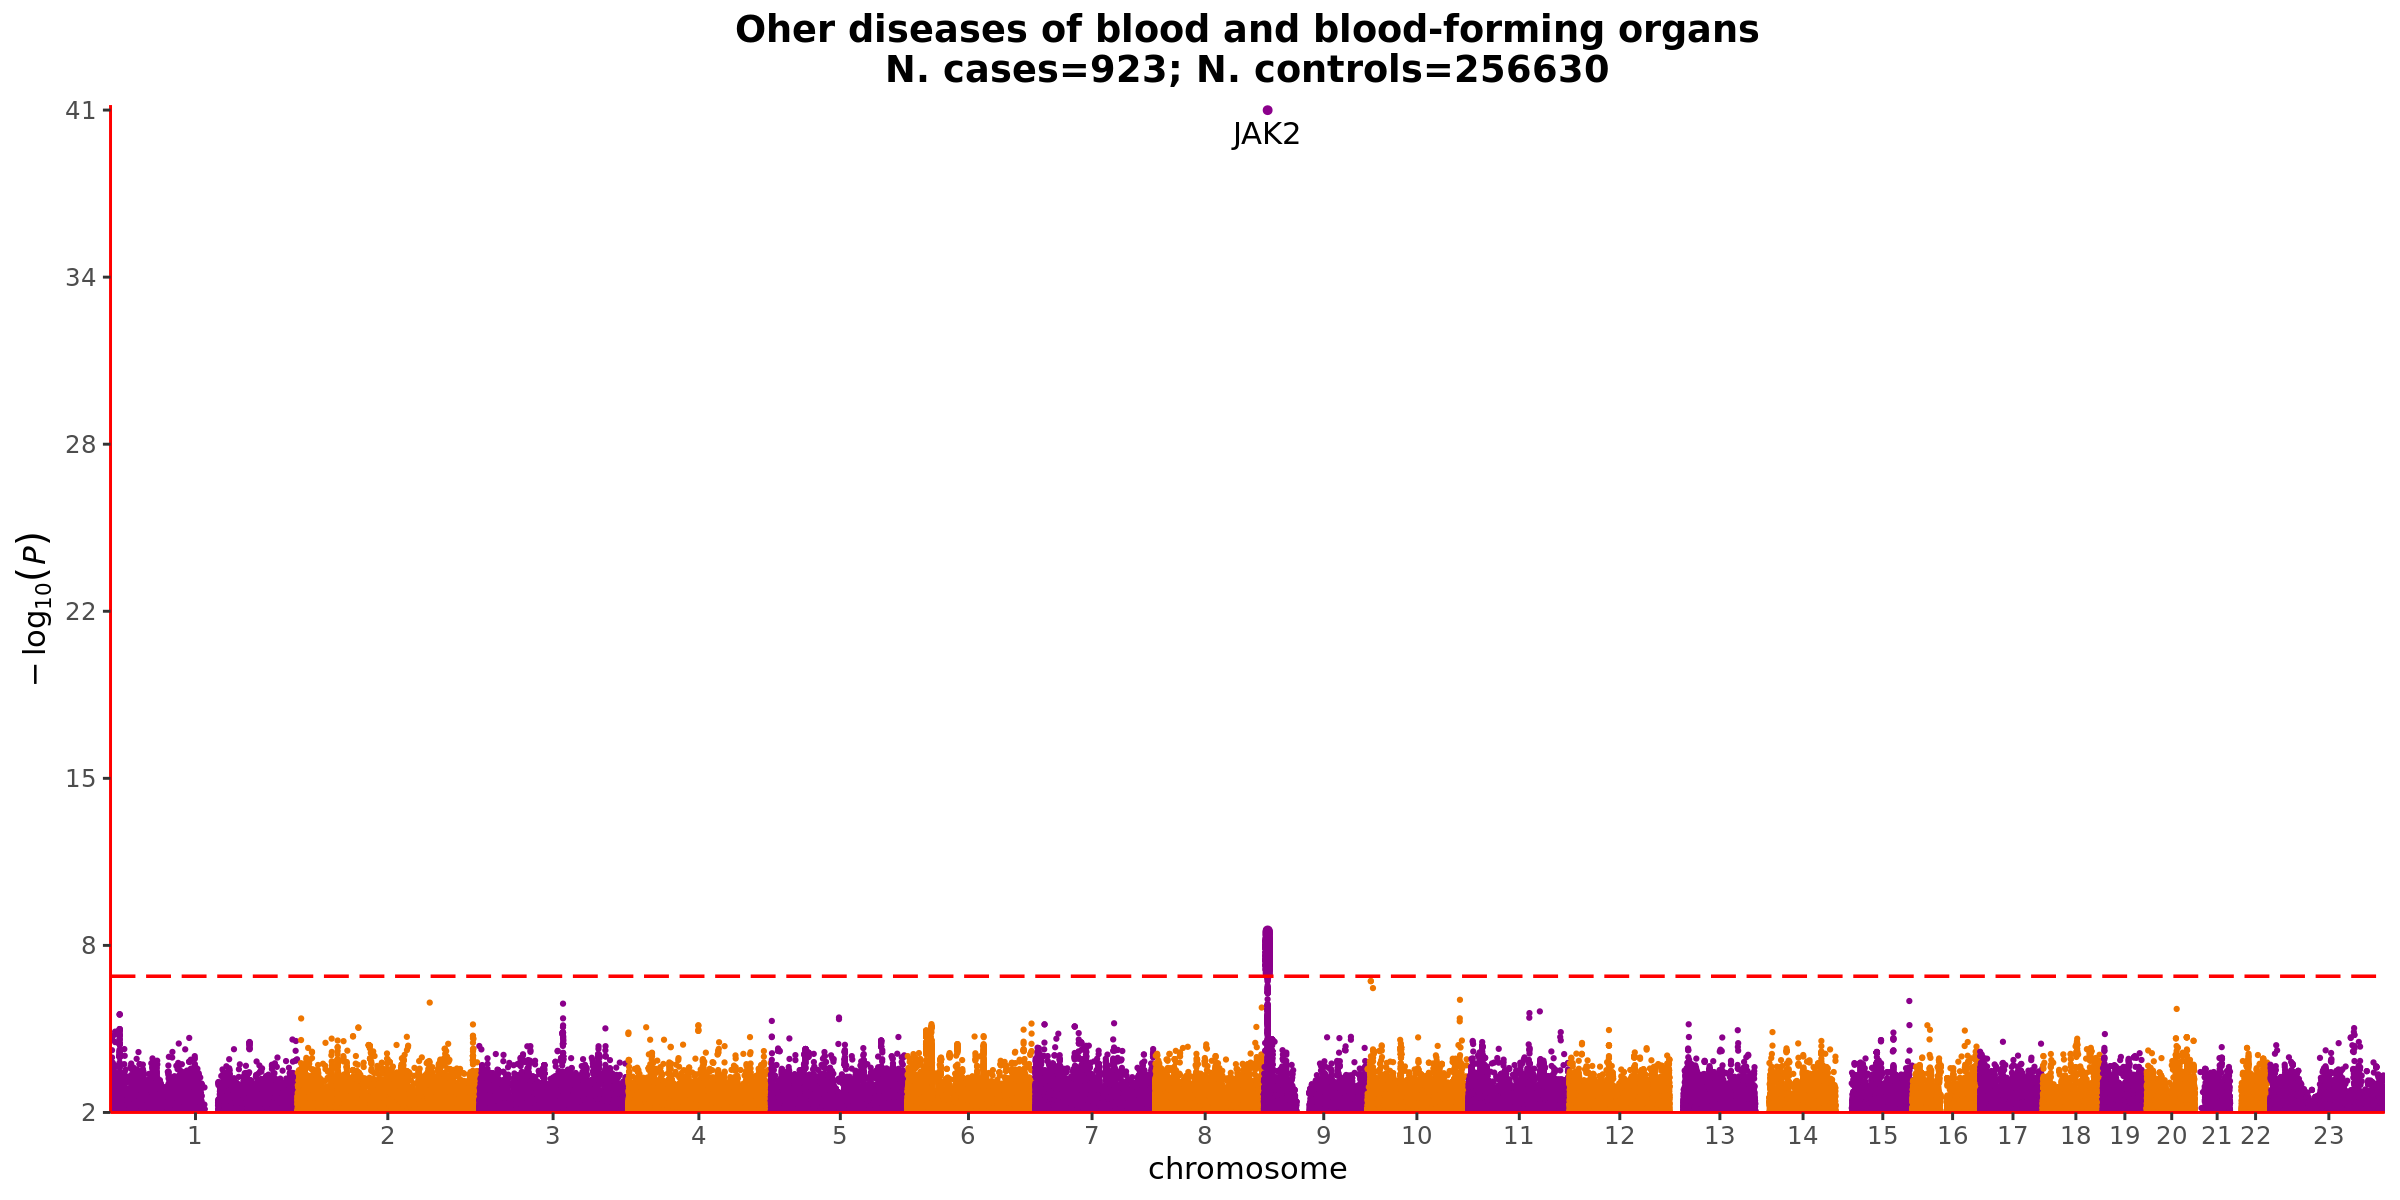 Oher diseases of blood and blood-forming organs
N. cases=923; N. controls=256630
41
JAK2
34
28
22
15
8
2
−log10(P)
1 2 3 4 5 6 7 8 9 10 11 12 13 14 15 16 17 18 19 20 21 22 23
chromosome